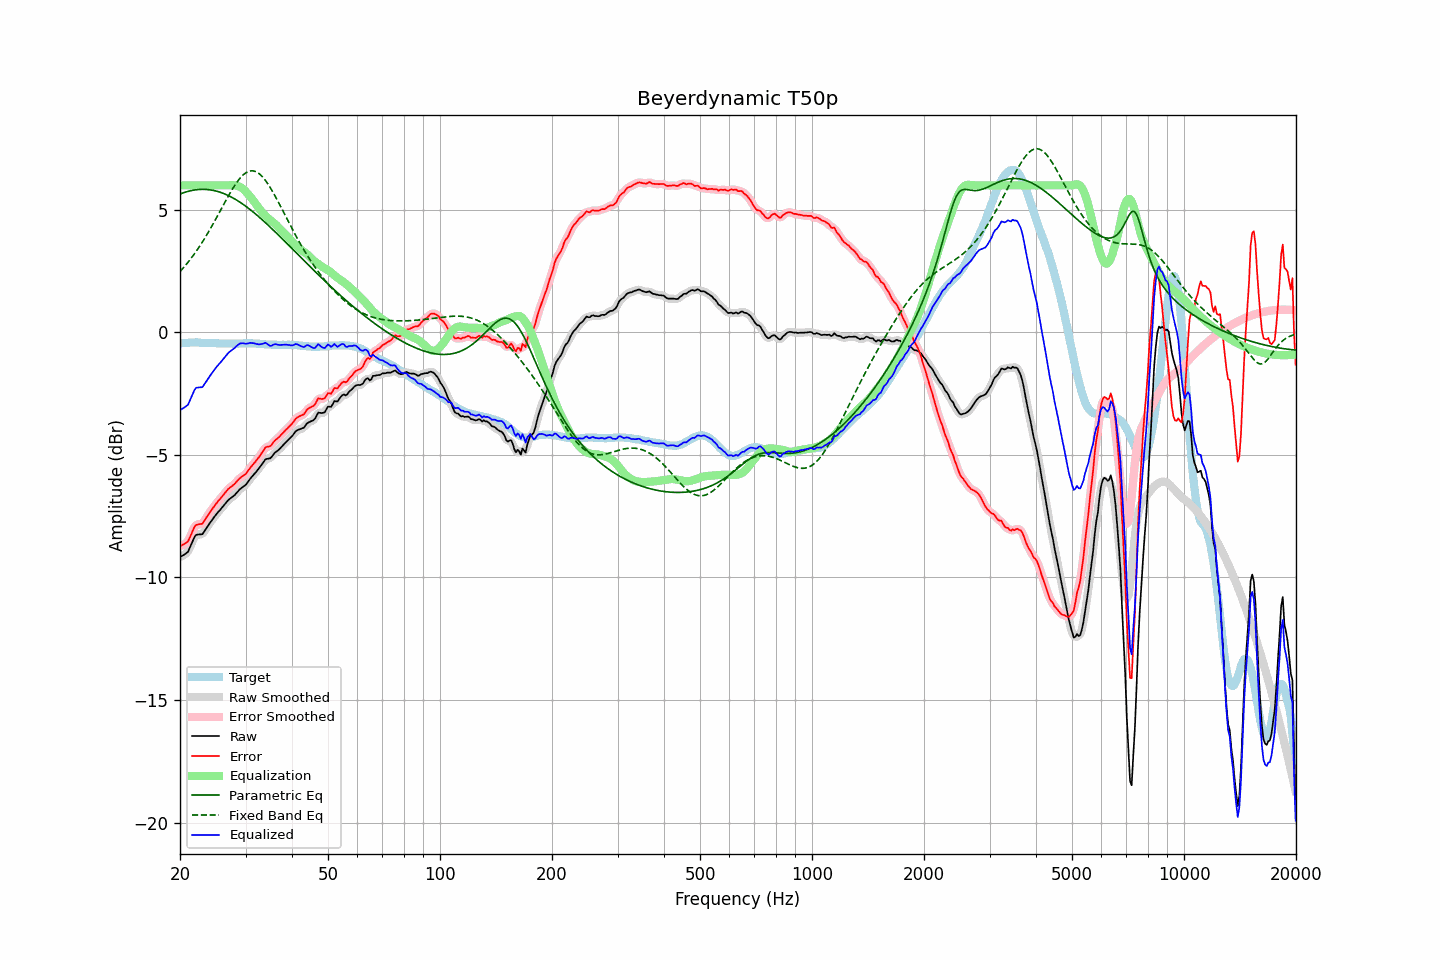 Beyerdynamic T50p
Amplitude (dBr)
5
0
−5
−10
−15
−20
Target
Raw Smoothed
Error Smoothed
Raw
Error
Equalization
Parametric Eq
Fixed Band Eq
Equalized
20 50 100 200 500 1000 2000 5000 10000 20000
Frequency (Hz)